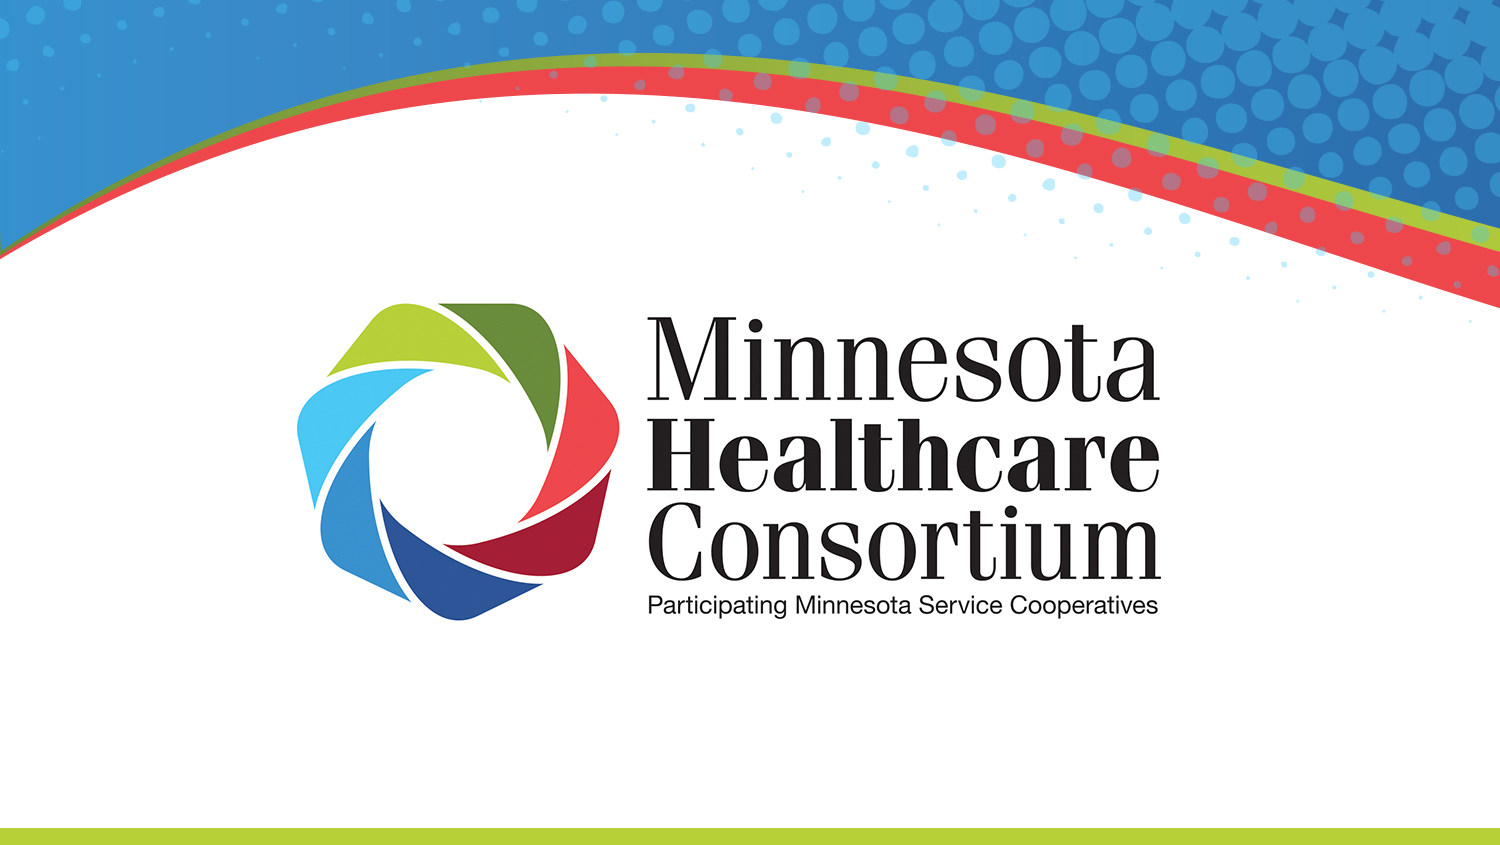 Minnesota
Healthcare
Consortium
Participating Minnesota Service Cooperatives